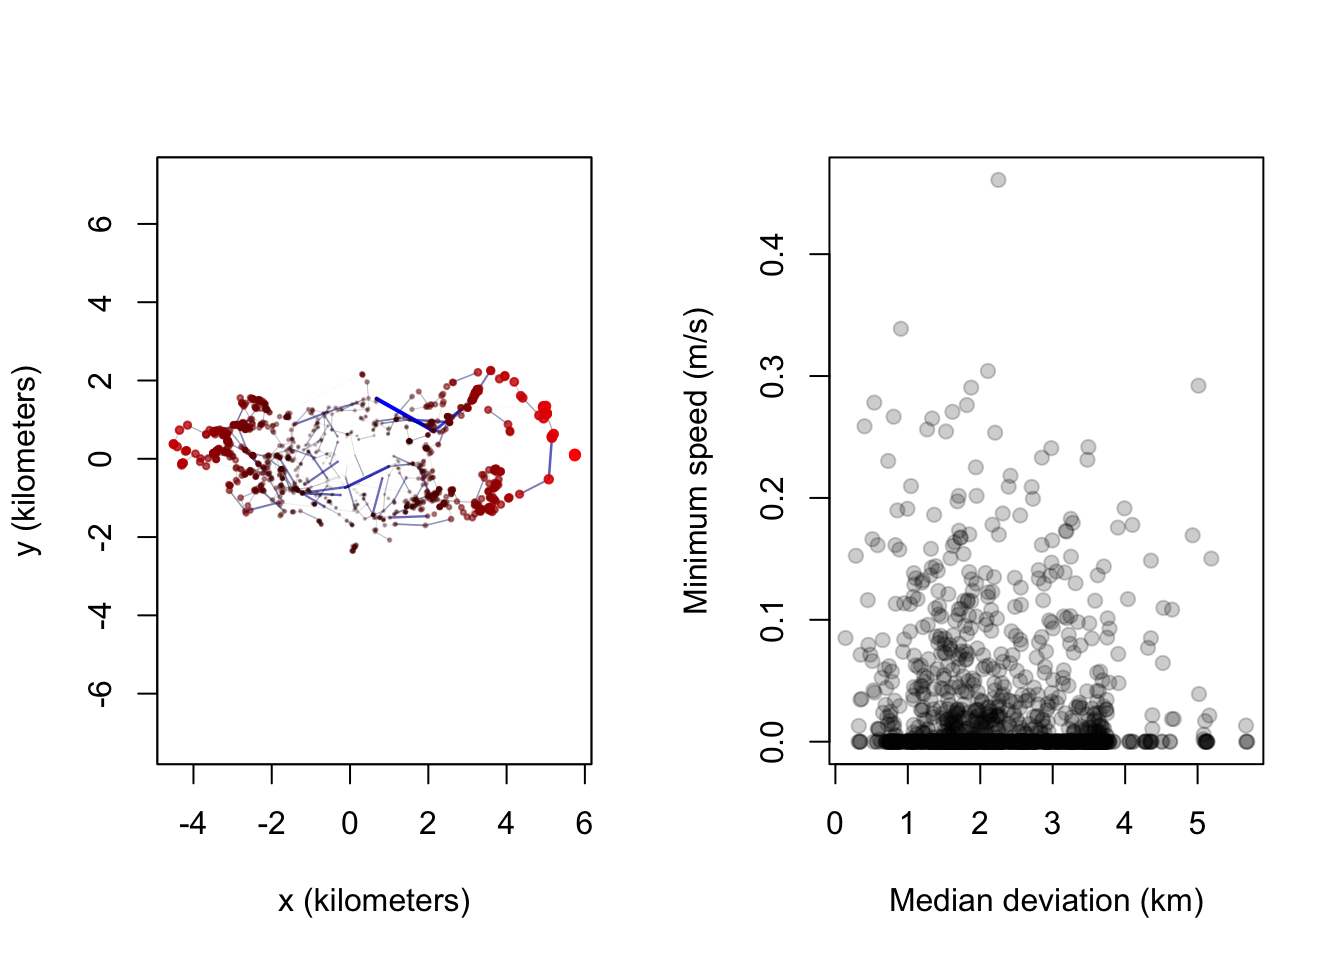 y (kilometers)
6
4
2
0
-2
-4
-6
-4 -2 0 2 4 6
x (kilometers)
Minimum speed (m/s)
0.4
0.3
0.2
0.1
0.0
0 1 2 3 4 5
Median deviation (km)